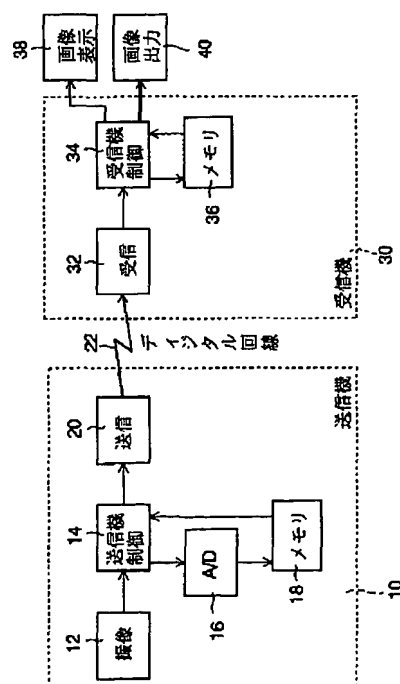 12
撮像
14
送信機
制御
20
送信
A/D
16
メモリ
18
送信機
10
22
ディジタル回線
32
受信
34
受信機
制御
メモリ
36
受信機
30
38
画像
表示
画像
出力
40